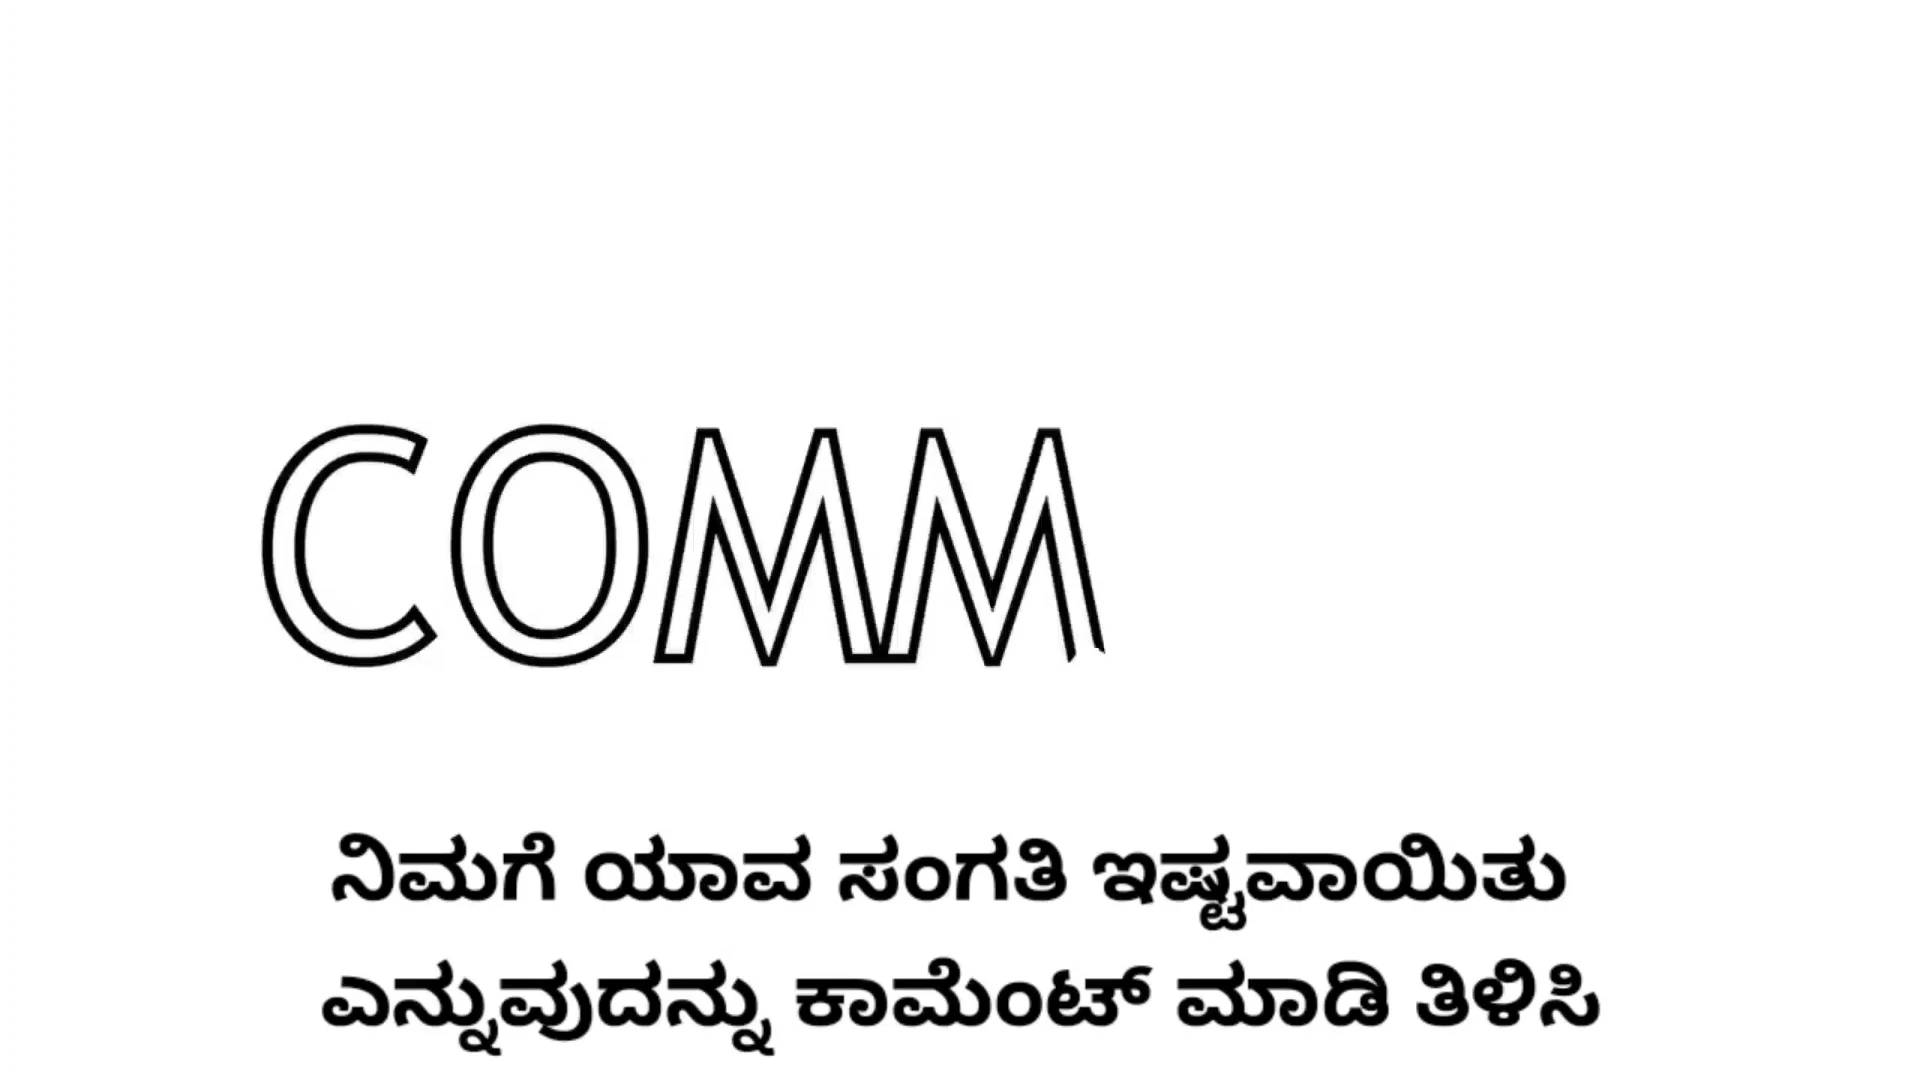 COMM
ನಿಮಗೆ ಯಾವ ಸಂಗತಿ ಇಷ್ಟವಾಯಿತು
ಎನ್ನುವುದನ್ನು ಕಾಮೆಂಟ್ ಮಾಡಿ ತಿಳಿಸಿ